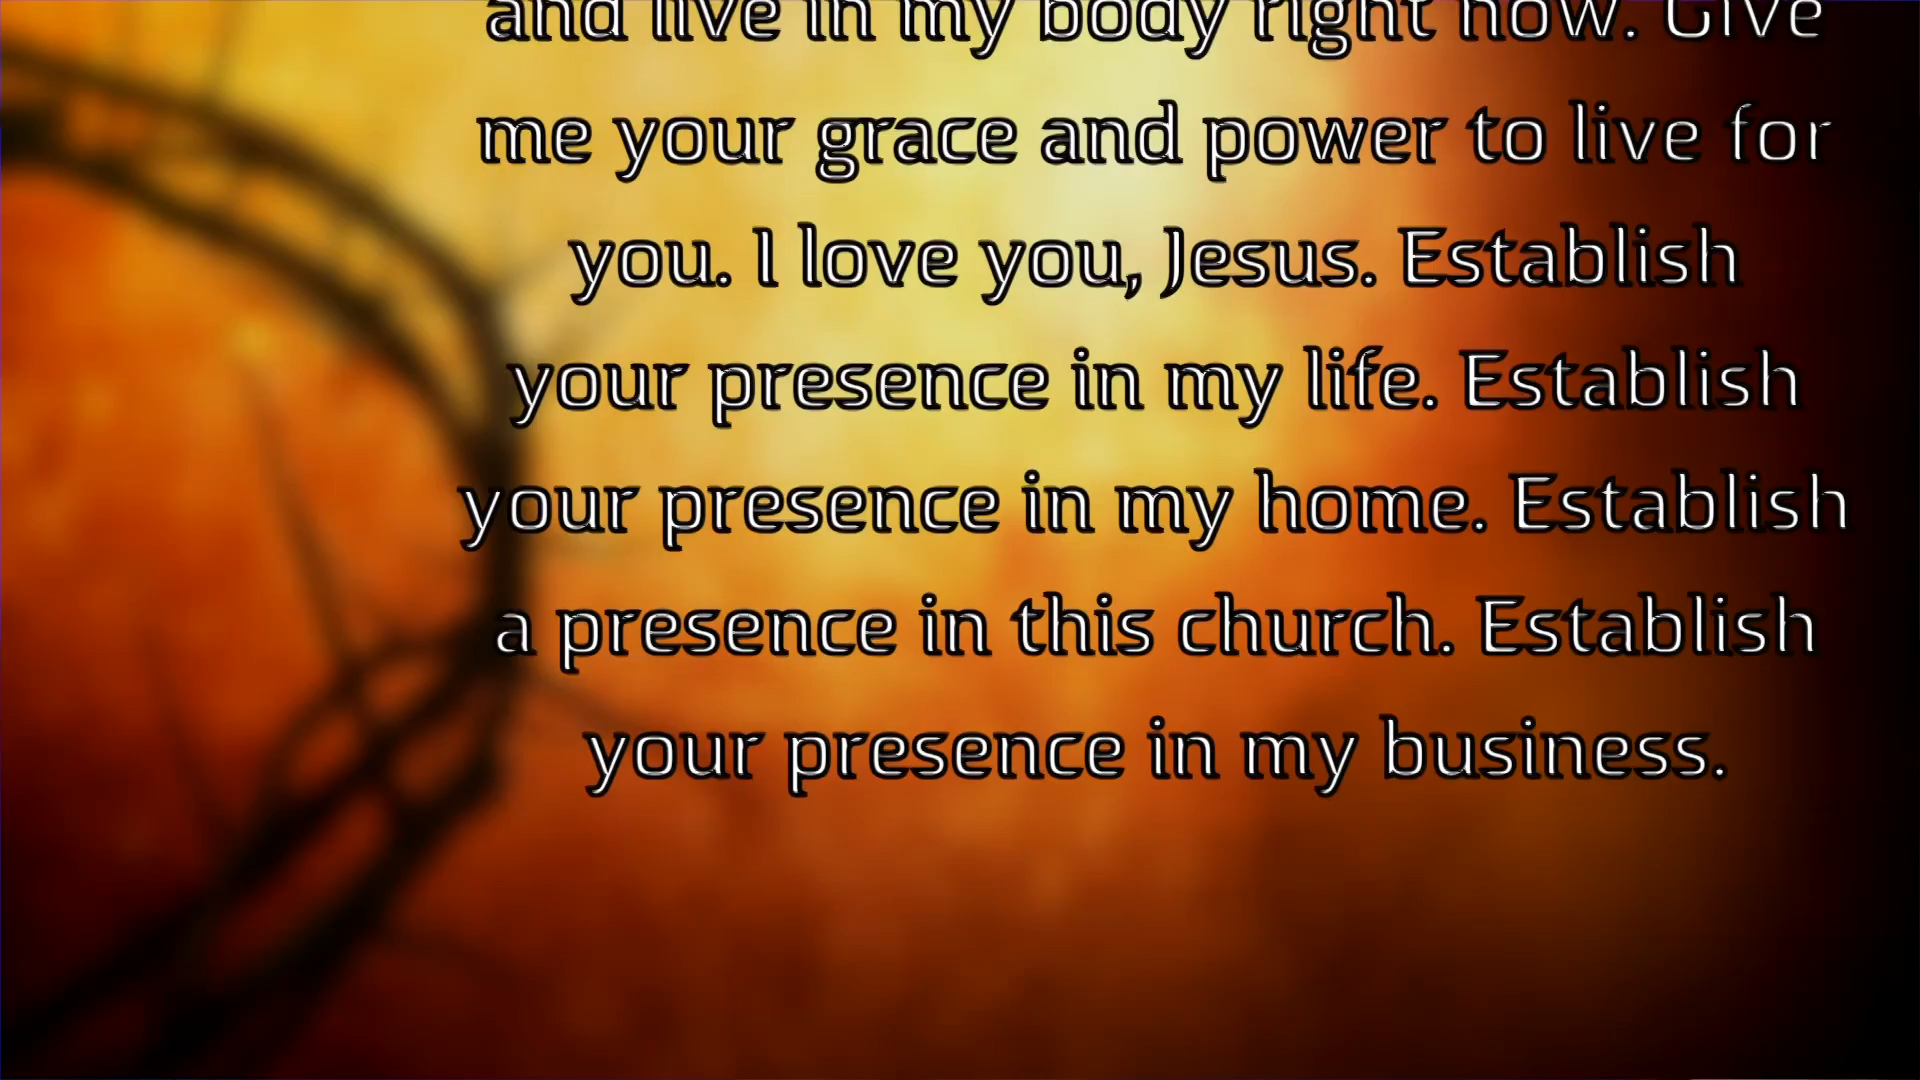 and live in my body right now. Give
me your grace and power to live for
you. I love you, Jesus. Establish
your presence in my life. Establish
your presence in my home. Establish
a presence in this church. Establish
your presence in my business.